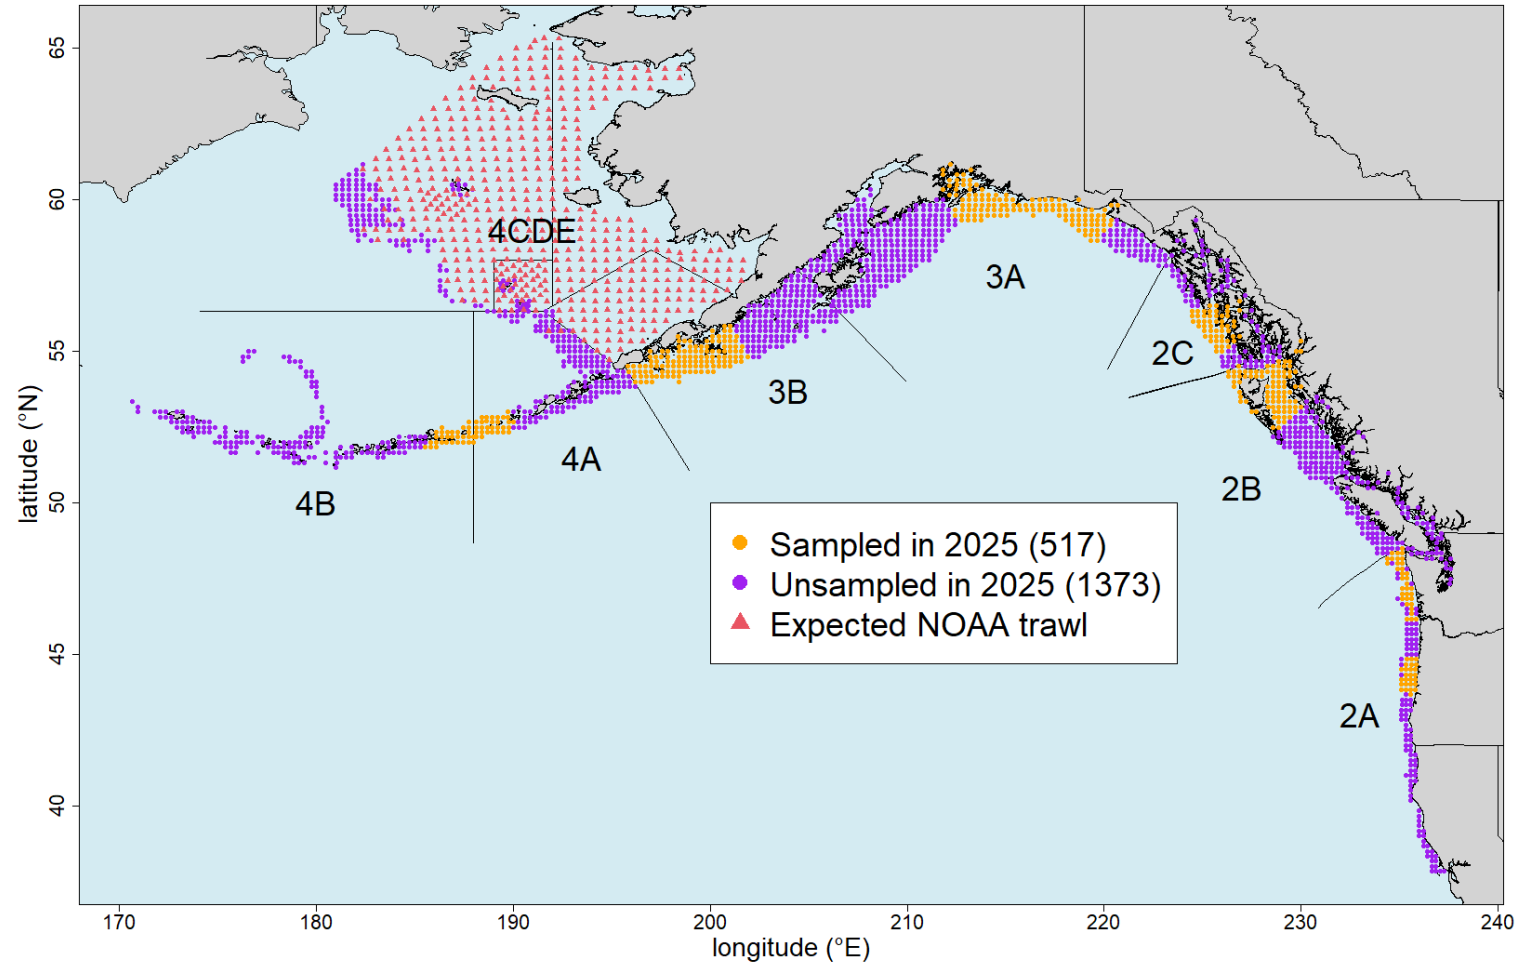 65
60
55
50
45
40
latitude (°N)
4CDE
3A
2C
3B
4A
2B
4B
Sampled in 2025 (517)
Unsampled in 2025 (1373)
Expected NOAA trawl
2A
170
180
190
200
210
220
230
240
longitude (°E)